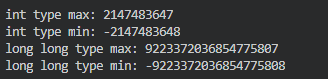 int type max: 2147483647
int type min: -2147483648
long long type max: 9223372036854775807
long long type min: -9223372036854775808